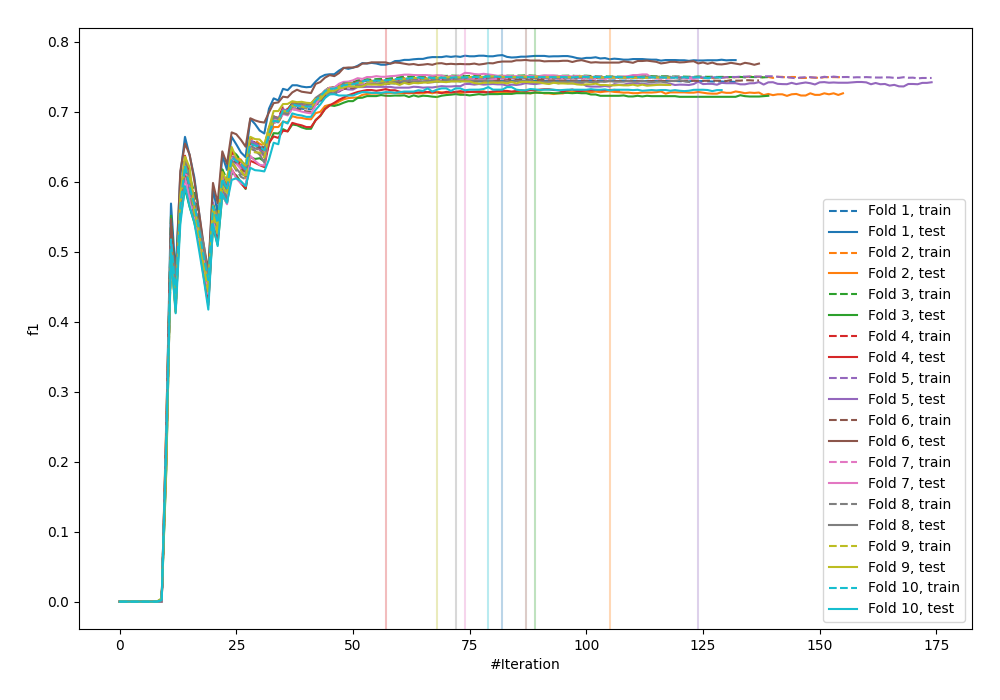 0.8
0.7
0.6
0.5
0.4
0.3
0.2
0.1
0.0
f1
0
25
50
75
100
125
150
175
#Iteration
Fold 1, train
Fold 1, test
Fold 2, train
Fold 2, test
Fold 3, train
Fold 3, test
Fold 4, train
Fold 4, test
Fold 5, train
Fold 5, test
Fold 6, train
Fold 6, test
Fold 7, train
Fold 7, test
Fold 8, train
Fold 8, test
Fold 9, train
Fold 9, test
Fold 10, train
Fold 10, test